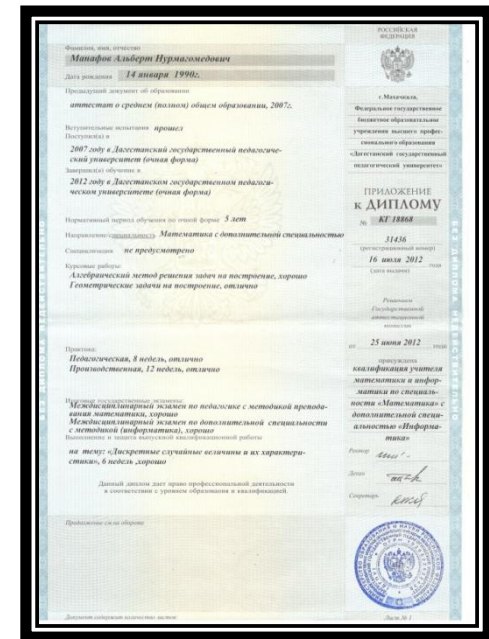 Фамилия, имя, отчество
Манафов Альберт Нурмагомедович
Дата рождения 14 января 1990г.
Предыдущий документ об образовании
аттестат о среднем (полном) общем образовании, 2007г.
Вступительные испытания прошел
Поступил(а) в
2007 году в Дагестанский государственный педагогиче-
ский университет (очная форма)
Завершил(а) обучение в
2012 году в Дагестанском государственном педагоги-
ческом университете (очная форма)
Нормативный период обучения по очной форме 5 лет
Направление/специальность Математика с дополнительной специальностью
Специализация не предусмотрено
Курсовые работы:
Алгебраический метод решения задач на построение, хорошо
Геометрические задачи на построение, отлично
Практика:
Педагогическая, 8 недель, отлично
Производственная, 12 недель, отлично
Итоговые государственные экзамены:
Междисциплинарный экзамен по педагогике с методикой препода-
вания математики, хорошо
Междисциплинарный экзамен по дополнительной специальности
с методикой (информатика), хорошо
Выполнение и защита выпускной квалификационной работы
на тему: «Дискретные случайные величины и их характери-
стики», 6 недель ,хорошо
Данный диплом дает право профессиональной деятельности
в соответствии с уровнем образования и квалификацией.
Продолжение см.на обороте
Документ содержит количество листов:
РОССИЙСКАЯ
ФЕДЕРАЦИЯ
г. Махачкала,
Федеральное государственное
бюджетное образовательное
учреждения высшего профес-
сионального образования
«Дагестанский государственный
педагогический университет»
ПРИЛОЖЕНИЕ
к ДИПЛОМУ
№ КГ 18868
31436
(регистрационный номер)
16 июля 2012 года
(дата выдачи)
Решением
Государственной
аттестационной
комиссии
от 25 июня 2012 года
присуждена
квалификация учителя
математики и инфор-
матики по специаль-
ности «Математика» с
дополнительной специ-
альностью «Информа-
тика»
Ректор
Декан
Секретарь
Лист № 1
БЕЗ ДИПЛОМА НЕДЕЙСТВИТЕЛЬНО
БЕЗ ДИПЛОМА НЕДЕЙСТВИТЕЛЬНО